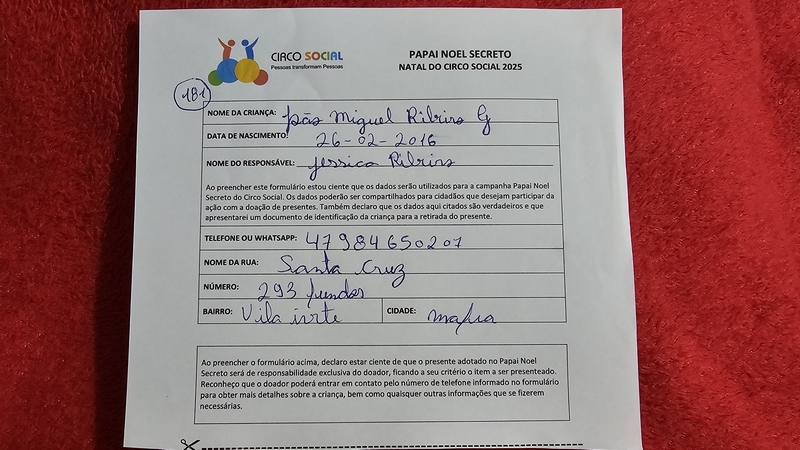 CIRCO SOCIAL
Pessoas transformam Pessoas
PAPAI NOEL SECRETO
NATAL DO CIRCO SOCIAL 2025
181
NOME DA CRIANÇA: Miguel Ribeiro G
DATA DE NASCIMENTO: 26-02-2016
NOME DO RESPONSÁVEL: Jessica Ribeiro
Ao preencher este formulário estou ciente que os dados serão utilizados para a campanha Papai Noel
Secreto do Circo Social. Os dados poderão ser compartilhados para cidadãos que desejam participar da
ação com a doação de presentes. Também declaro que os dados aqui citados são verdadeiros e que
apresentarei um documento de identificação da criança para a retirada do presente.
TELEFONE OU WHATSAPP: 47984650207
NOME DA RUA: Santa Cruz
NÚMERO: 293 fundos
BAIRRO: Vila CIDADE: Mafra
Ao preencher o formulário acima, declaro estar ciente de que o presente adotado no Papai Noel
Secreto será de responsabilidade exclusiva do doador, ficando a seu critério o item a ser presenteado.
Reconheço que o doador poderá entrar em contato pelo número de telefone informado no formulário
para obter mais detalhes sobre a criança, bem como quaisquer outras informações que se fizerem
necessárias.